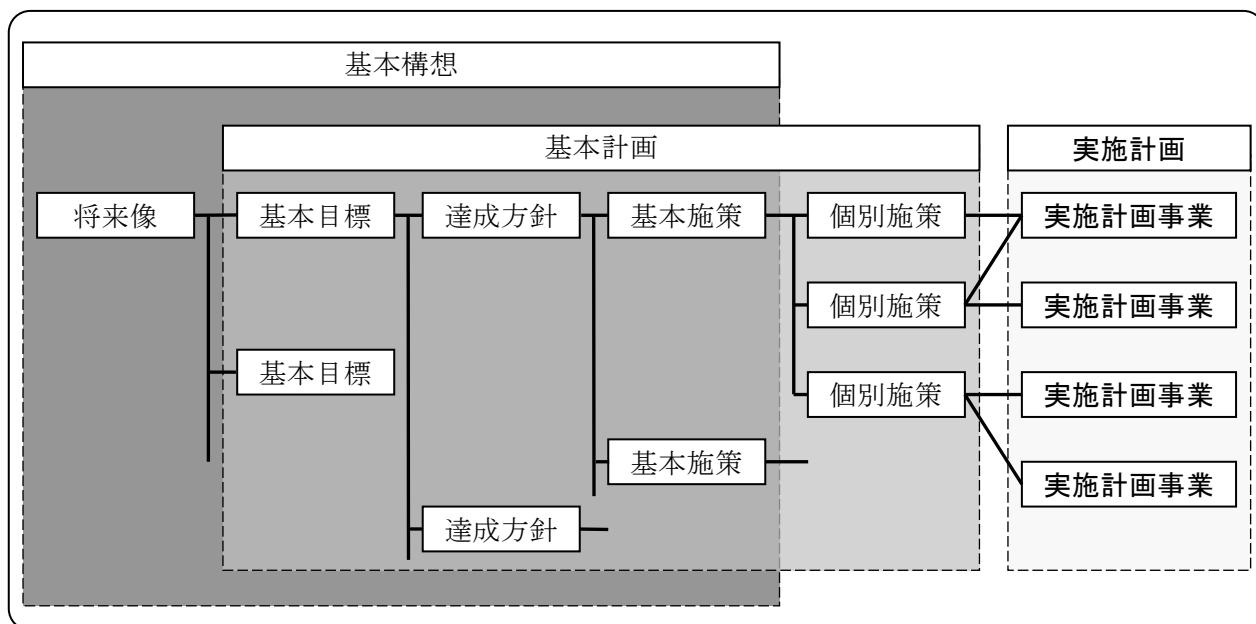 基本構想
基本計画
実施計画
将来像
基本目標
達成方針
基本施策
個別施策
実施計画事業
個別施策
実施計画事業
基本目標
個別施策
実施計画事業
基本施策
実施計画事業
達成方針